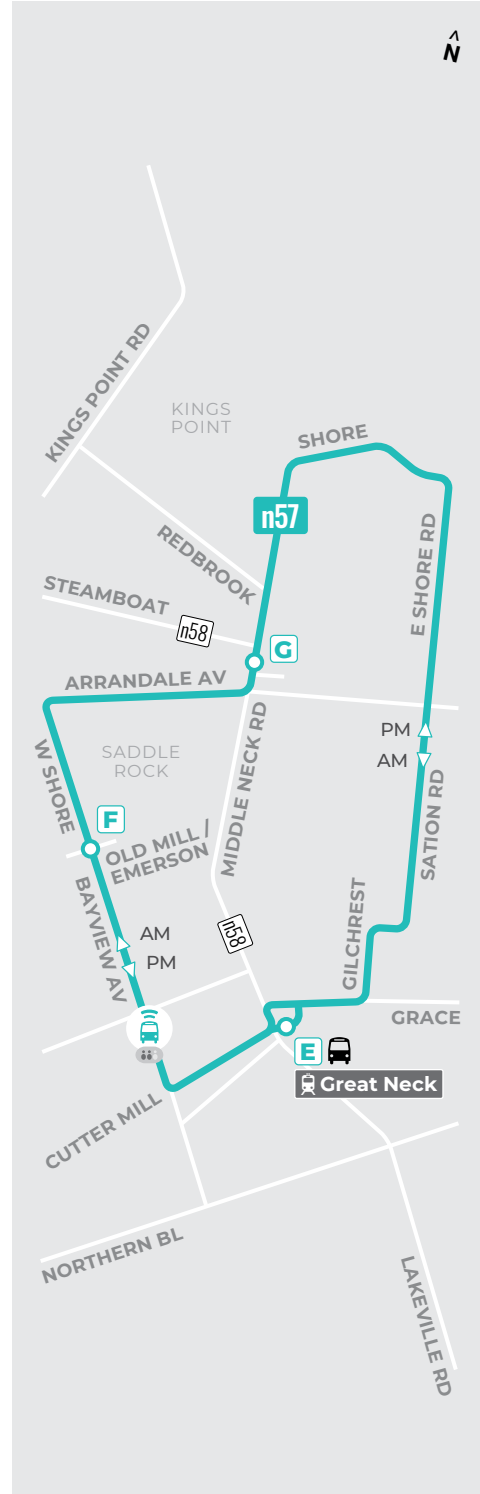 N
KINGS POINT RD
KINGS
POINT
SHORE
n57
REDBROOK
E SHORE RD
STEAMBOAT
n58
G
ARRANDALE AV
MIDDLE NECK RD
PM
AM
SADDLE
ROCK
W SHORE
SATION RD
F
OLD MILL /
EMERSON
BAYVIEW AV
GILCHREST
n58
AM
PM
GRACE
E
Great Neck
CUTTER MILL
NORTHERN BL
LAKEVILLE RD